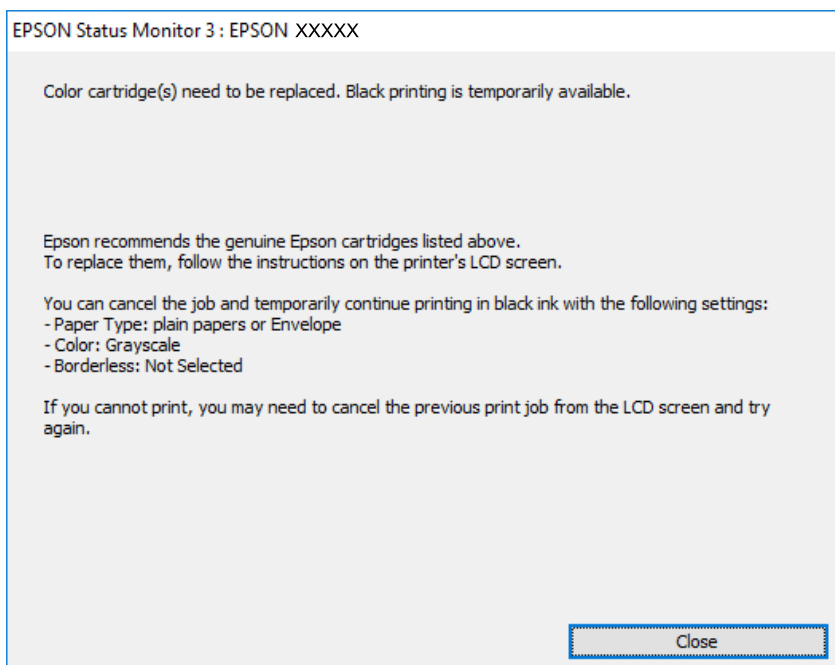 EPSON Status Monitor 3 : EPSON XXXXX
Color cartridge(s) need to be replaced. Black printing is temporarily available.
Epson recommends the genuine Epson cartridges listed above.
To replace them, follow the instructions on the printer's LCD screen.
You can cancel the job and temporarily continue printing in black ink with the following settings:
- Paper Type: plain papers or Envelope
- Color: Grayscale
- Borderless: Not Selected
If you cannot print, you may need to cancel the previous print job from the LCD screen and try
again.
Close